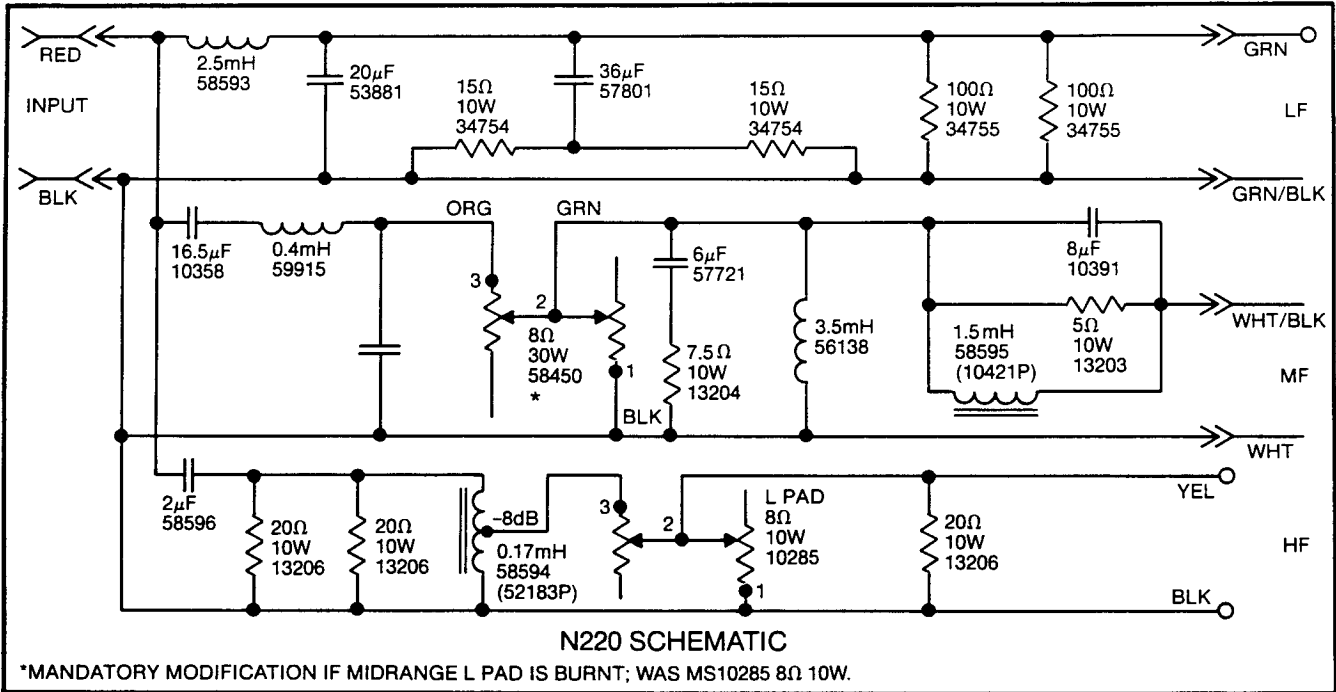 RED
INPUT
BLK
2.5mH
58593
20μF
53881
15Ω
10W
34754
36μF
57801
15Ω
10W
34754
100Ω
10W
34755
100Ω
10W
34755
GRN
LF
GRN/BLK
16.5μF
10358
0.4mH
59915
ORG
GRN
3
2
8Ω
30W
58450
*
1
BLK
6μF
57721
7.5Ω
10W
13204
3.5mH
56138
8μF
10391
1.5mH
58595
(10421P)
5Ω
10W
13203
WHT/BLK
MF
WHT
2μF
58596
20Ω
10W
13206
20Ω
10W
13206
–8dB
0.17mH
58594
(52183P)
3
2
L PAD
8Ω
10W
10285
1
20Ω
10W
13206
YEL
HF
BLK
N220 SCHEMATIC
*MANDATORY MODIFICATION IF MIDRANGE L PAD IS BURNT; WAS MS10285 8Ω 10W.